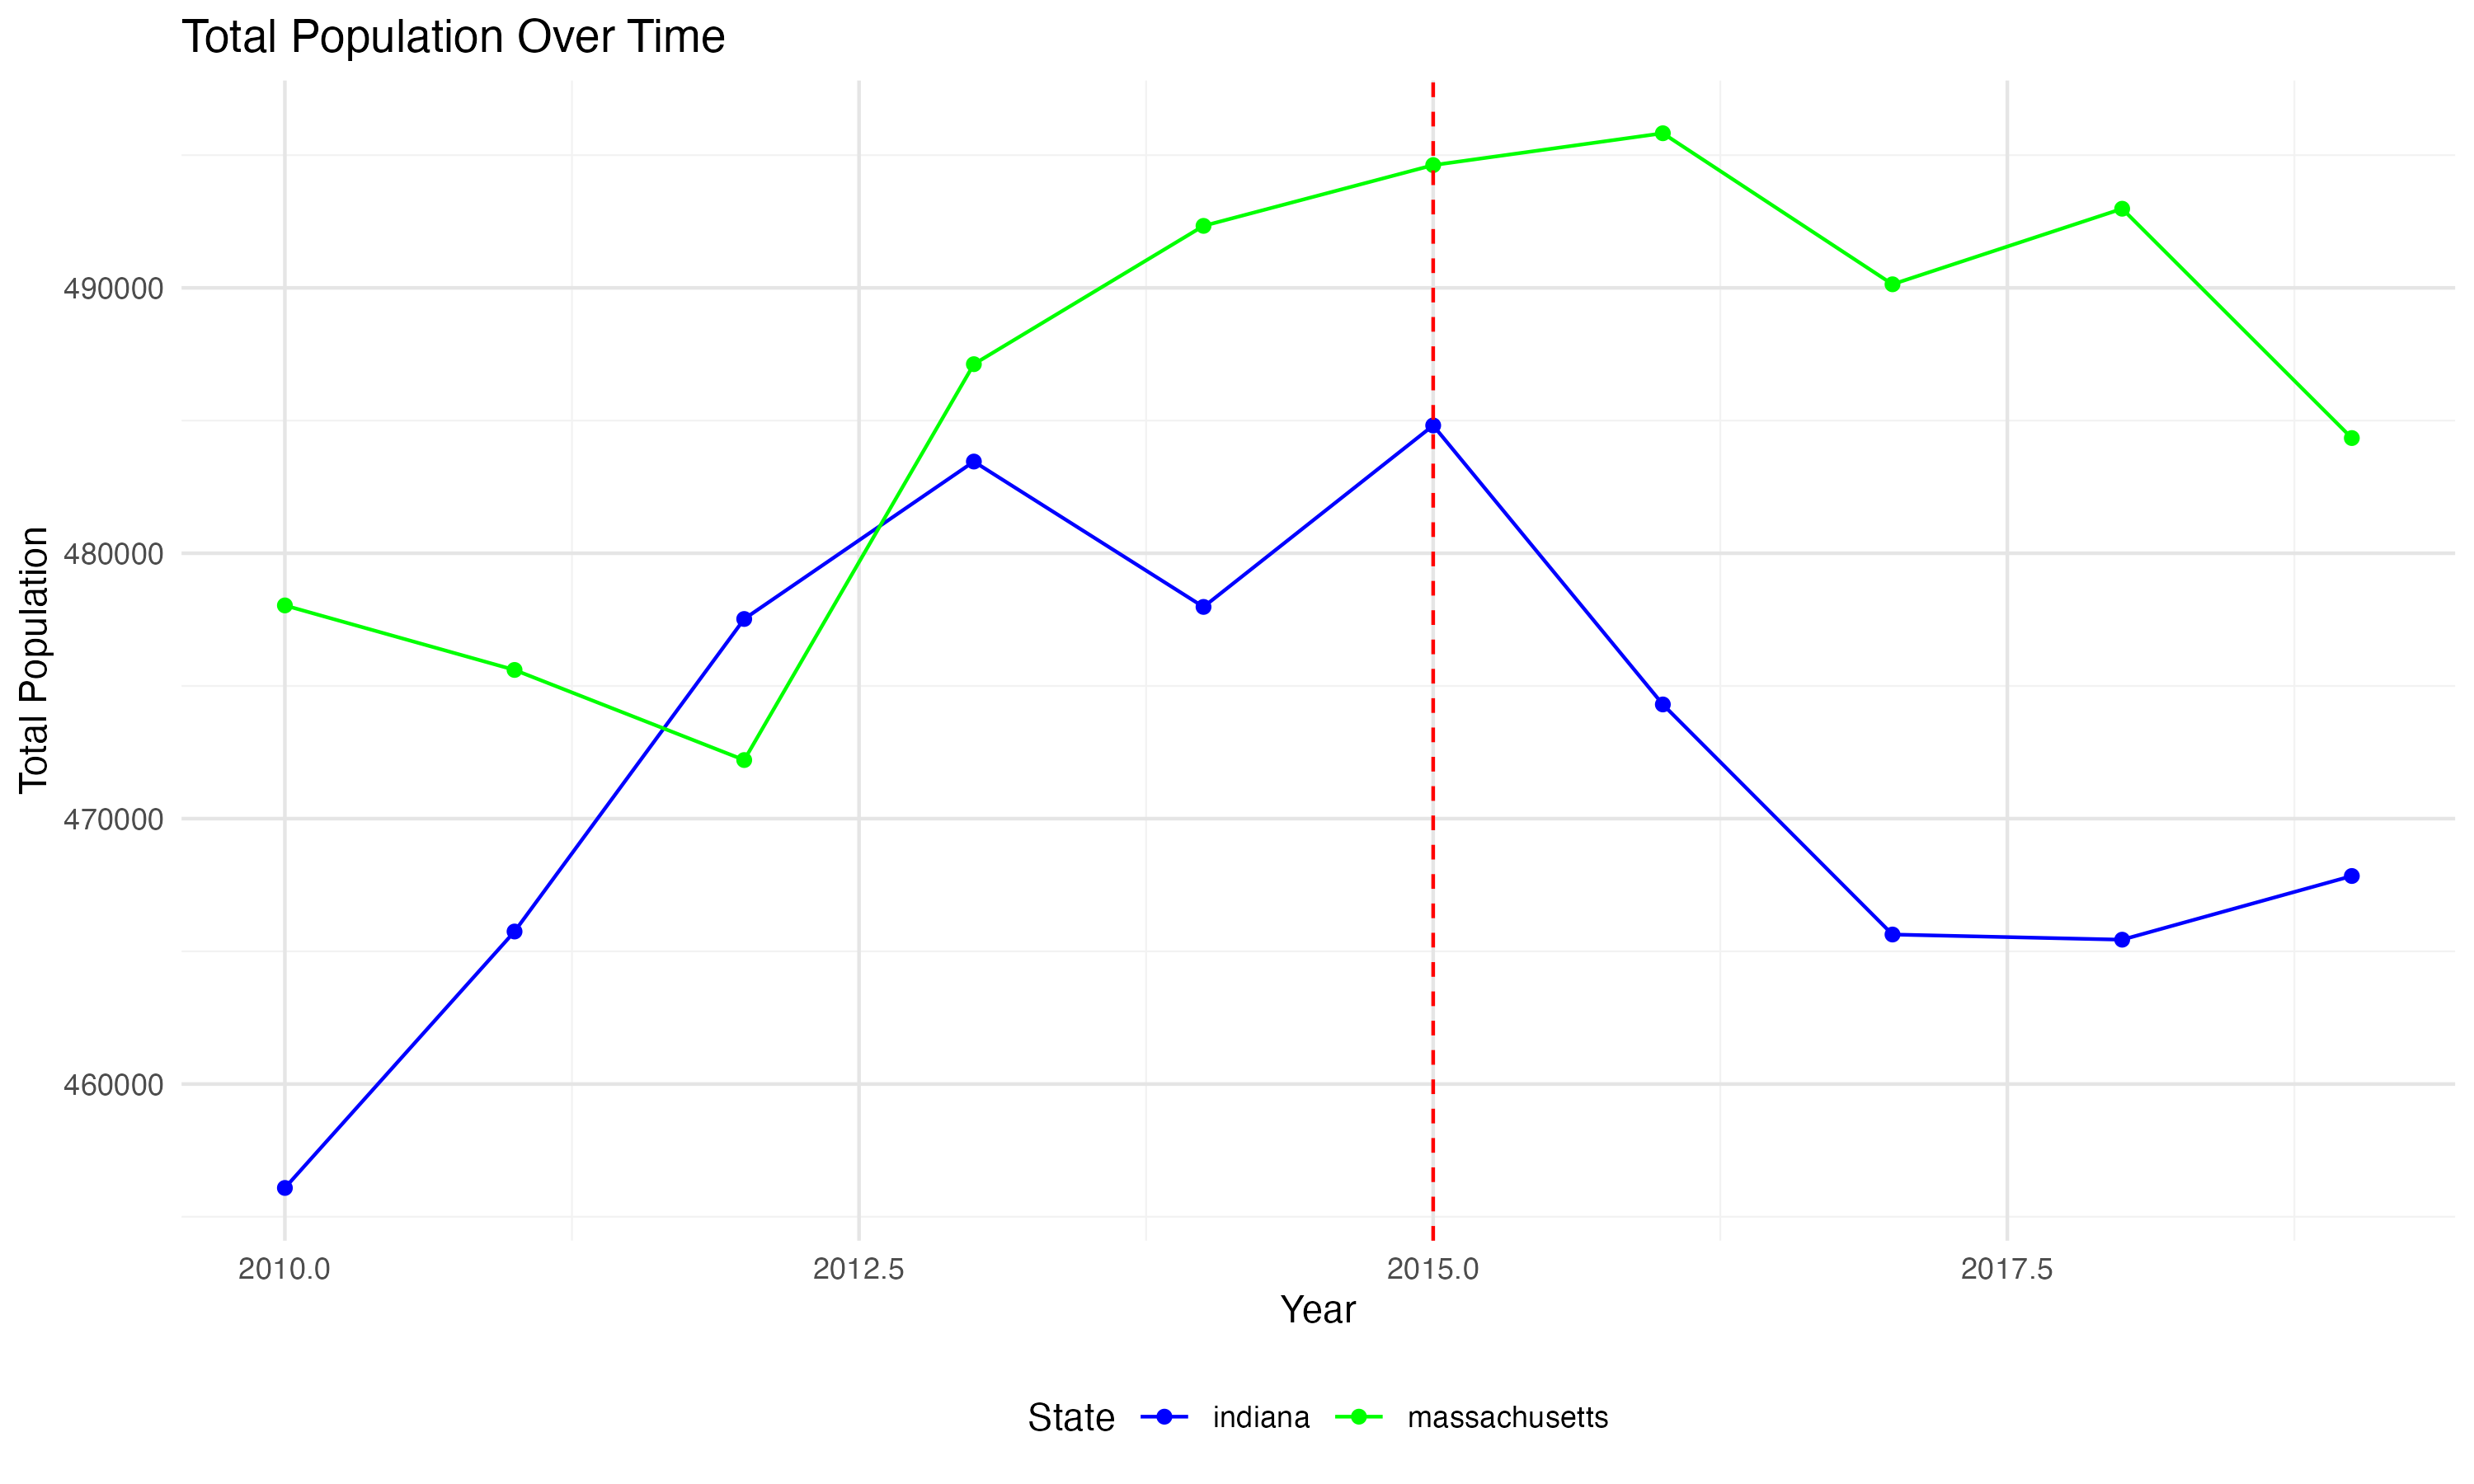 Total Population Over Time
Total Population
490000
480000
470000
460000
2010.0 2012.5 2015.0 2017.5
Year
State indiana massachusetts